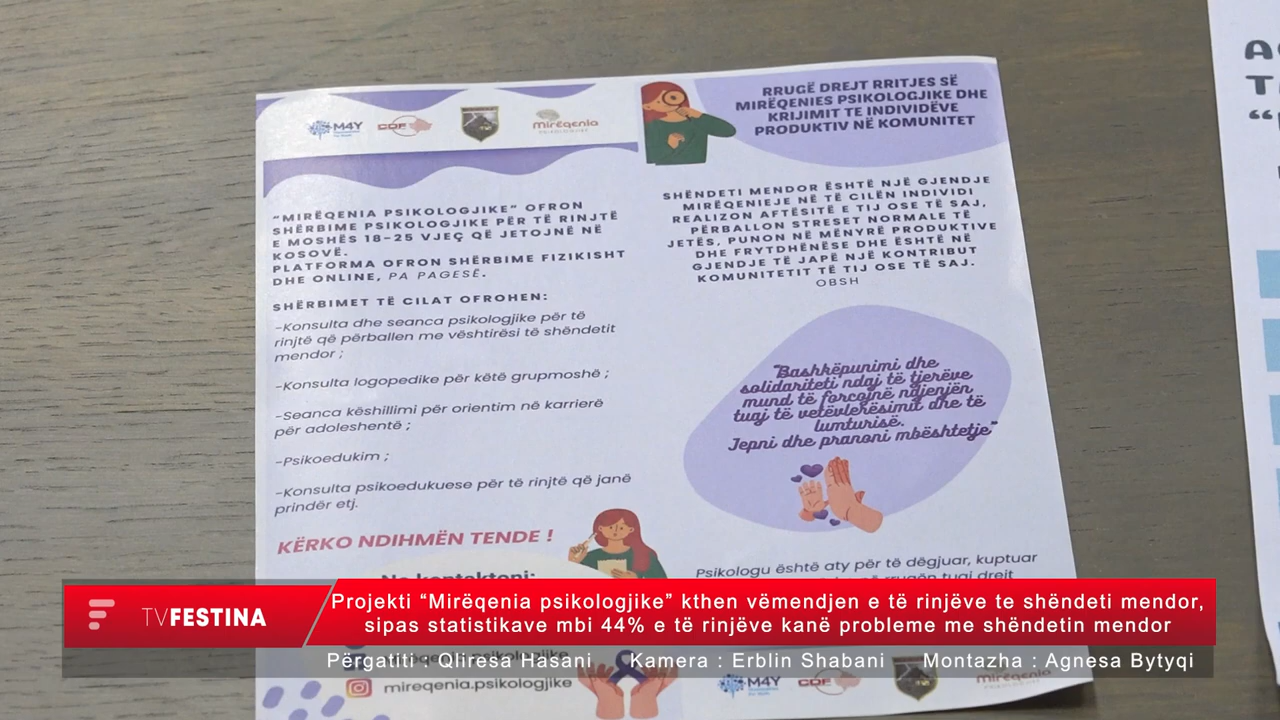 M4Y
CDF
mirëqenia
"MIRËQENIA PSIKOLOGJIKE" OFRON
SHËRBIME PSIKOLOGJIKE PËR TË RINJTË
E MOSHËS 18-25 VJEÇ QË JETOJNË NË
KOSOVË.
PLATFORMA OFRON SHËRBIME FIZIKISHT
DHE ONLINE, PA PAGESË.
SHËRBIMET TË CILAT OFROHEN:
-Konsulta dhe seanca psikologjike për të
rinjtë që përballen me vështirësi të shëndetit
mendor ;
-Konsulta logopedike për këtë grupmoshë ;
-Seanca këshillimi për orientim në karrierë
për adoleshentë ;
-Psikoedukim ;
-Konsulta psikoedukuese për të rinjtë që janë
prindër etj.
KËRKO NDIHMËN TENDE !
Na kontaktoni:
mireqenia.psikologjike
RRUGË DREJT RRITJES SË
MIRËQENIES PSIKOLOGJIKE DHE
KRIJIMIT TE INDIVIDËVE
PRODUKTIV NË KOMUNITET
SHËNDETI MENDOR ËSHTË NJË GJENDJE
MIRËQENIEJE NË TË CILËN INDIVIDI
REALIZON AFTËSITË E TIJ OSE TË SAJ,
PËRBALLON STRESET NORMALE TË
JETËS, PUNON NË MËNYRË PRODUKTIVE
DHE FRYTDHËNËSE DHE ËSHTË NË
GJENDJE TË JAPË NJË KONTRIBUT
KOMUNITETIT TË TIJ OSE TË SAJ.
OBSH
"Bashkëpunimi dhe
solidariteti ndaj të tjerëve
mund të forcojnë ndjenjën
tuaj të vetëvlerësimit dhe të
lumturisë.
Jepni dhe pranoni mbështetje"
Psikologu është aty për të dëgjuar, kuptuar
rrugën tuaj drejt
M4Y
CDF
TVFESTINA
Projekti “Mirëqenia psikologjike” kthen vëmendjen e të rinjëve te shëndeti mendor,
sipas statistikave mbi 44% e të rinjëve kanë probleme me shëndetin mendor
Përgatiti : Qliresa Hasani Kamera : Erblin Shabani Montazha : Agnesa Bytyqi